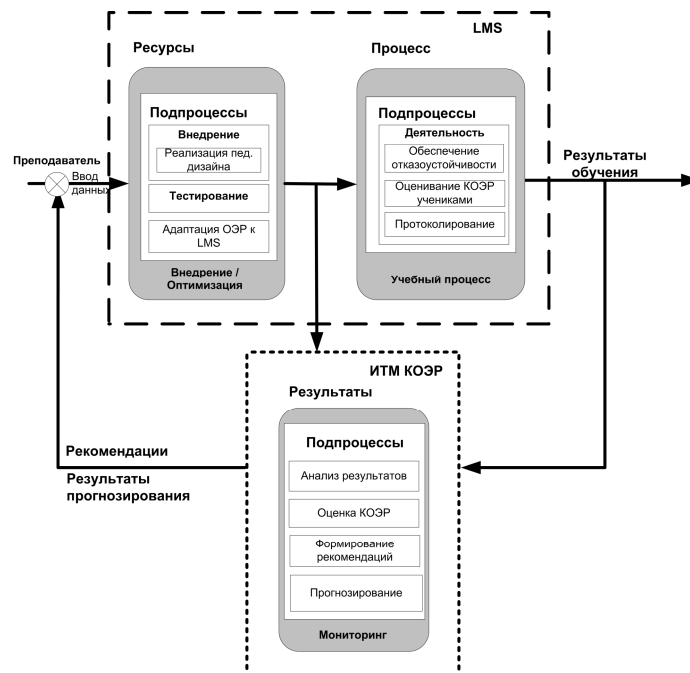 LMS
Ресурсы
Процесс
Подпроцессы
Внедрение
Реализация пед.
дизайна
Тестирование
Адаптация ОЭР к
LMS
Внедрение /
Оптимизация
Подпроцессы
Деятельность
Обеспечение
отказоустойчивости
Оценивание КОЭР
учениками
Протоколирование
Учебный процесс
Преподаватель
Ввод
данных
Результаты
обучения
ИТМ КОЭР
Результаты
Подпроцессы
Анализ результатов
Оценка КОЭР
Формирование
рекомендаций
Прогнозирование
Мониторинг
Рекомендации
Результаты
прогнозирования